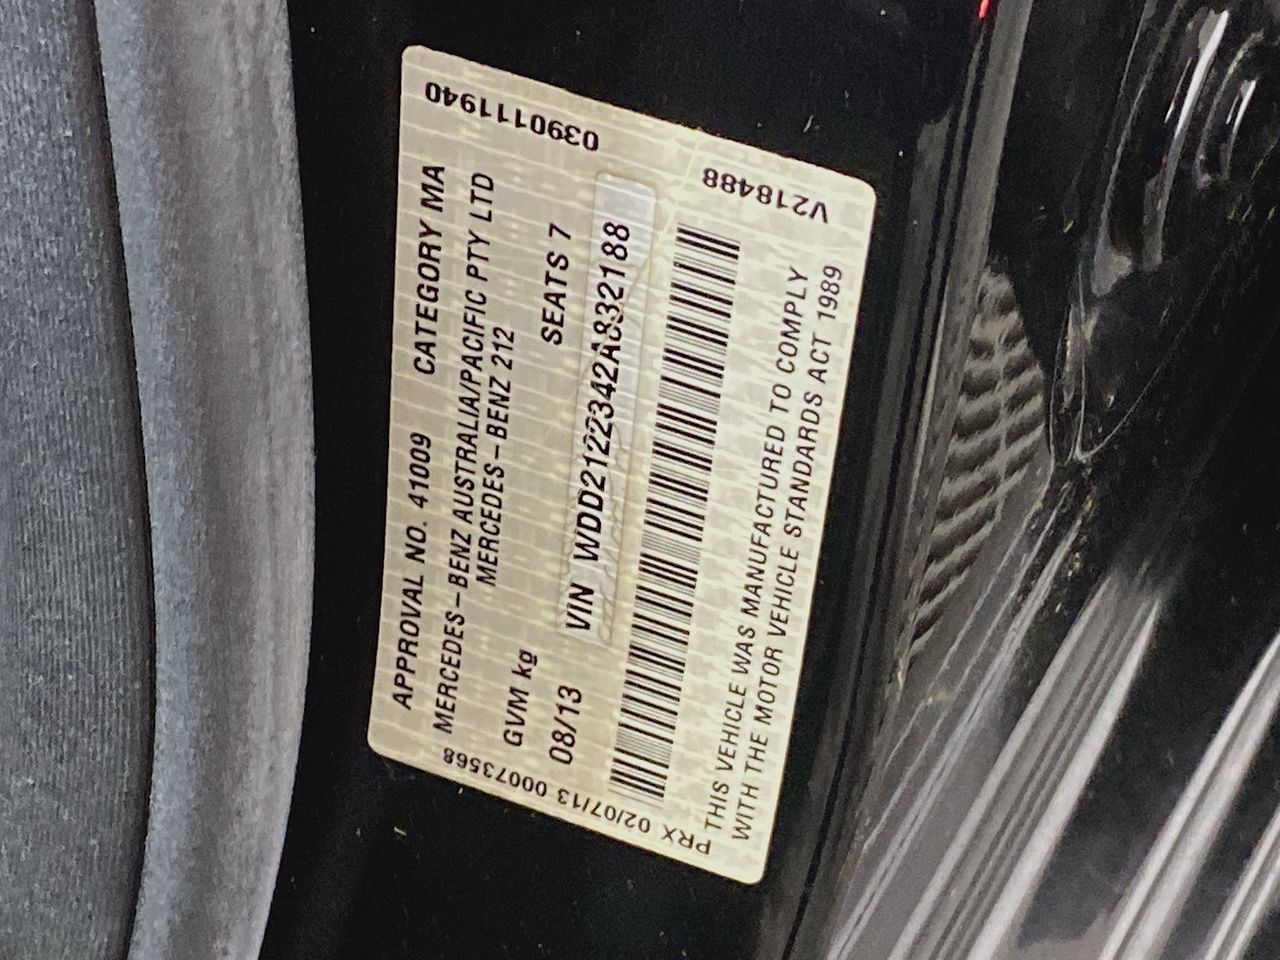 APPROVAL NO. 41009 CATEGORY MA
MERCEDES-BENZ AUSTRALIA/PACIFIC PTY LTD
MERCEDES-BENZ 212
GVM kg
08/13 SEATS 7
VIN WDD2122342A832188
THIS VEHICLE WAS MANUFACTURED TO COMPLY
WITH THE MOTOR VEHICLE STANDARDS ACT 1989
0390111940
V218488
PRX 02/07/13 00073568